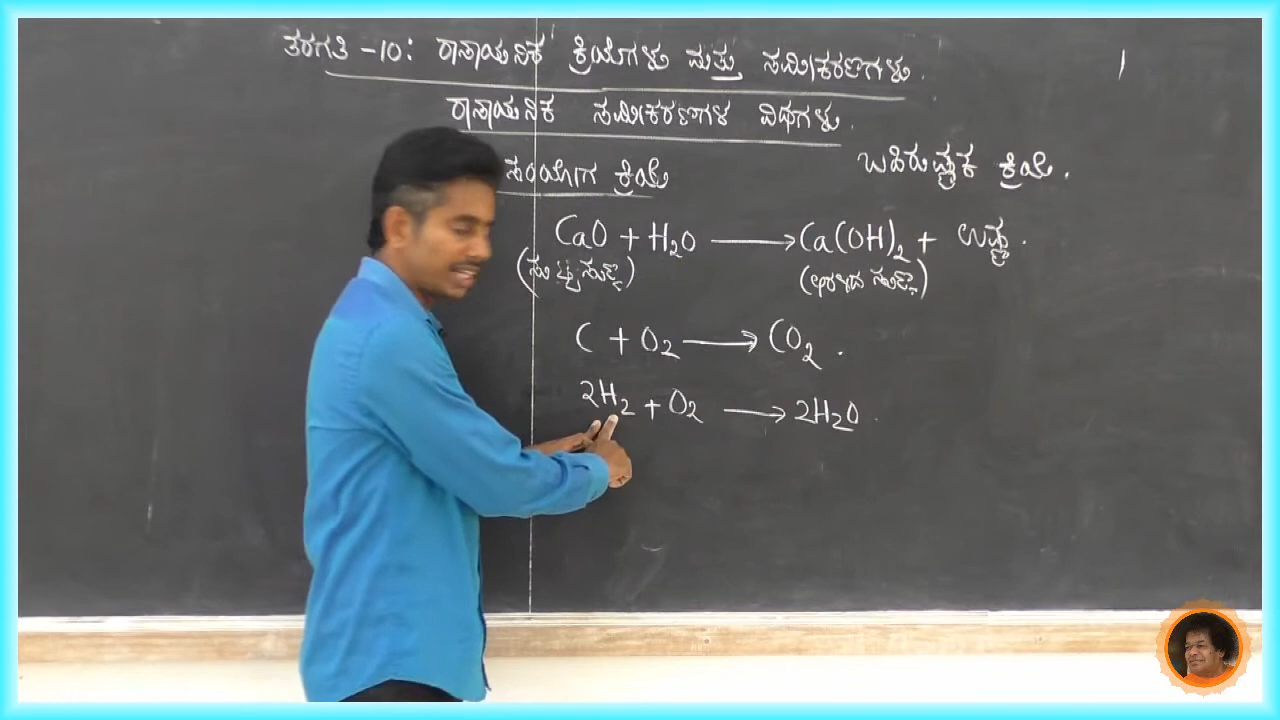 ತರಗತಿ -10: ರಾಸಾಯನಿಕ ಕ್ರಿಯೆಗಳು ಮತ್ತು ಸಮೀಕರಣಗಳು.
ರಾಸಾಯನಿಕ ಸಮೀಕರಣಗಳ ವಿಧಗಳು.
ಸಂಯೋಗ ಕ್ರಿಯೆ
ಬಹಿರುಷ್ಣಕ ಕ್ರಿಯೆ.
CaO + H₂O ⟶ Ca(OH)₂ + ಉಷ್ಣ.
(ಸುಟ್ಟಸುಣ್ಣ) (ಅರಳಿದ ಸುಣ್ಣ)
C + O₂ ⟶ CO₂.
2H₂ + O₂ ⟶ 2H₂O.